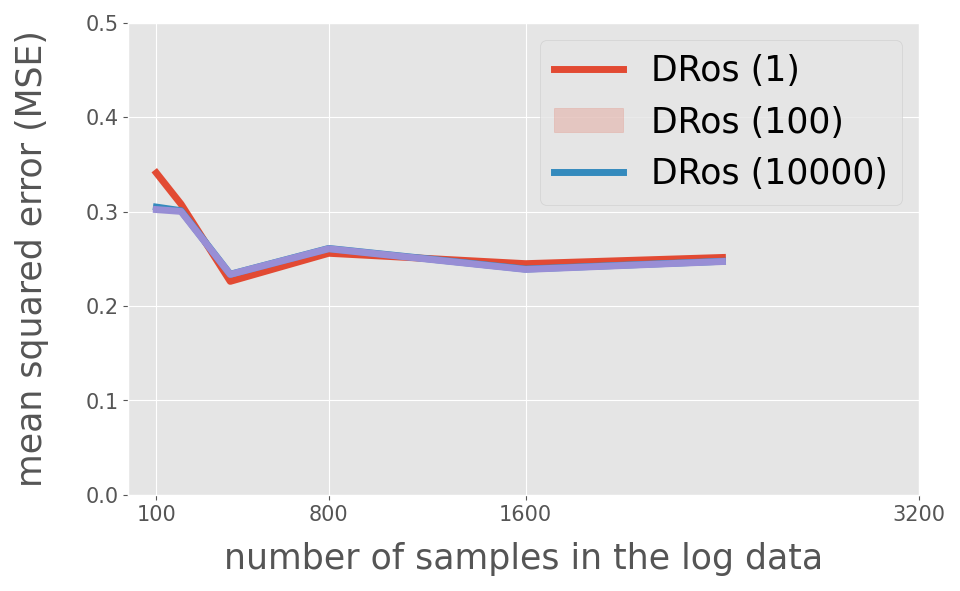 0.5
0.4
0.3
0.2
0.1
0.0
mean squared error (MSE)
DRos (1)
DRos (100)
DRos (10000)
100
800
1600
3200
number of samples in the log data